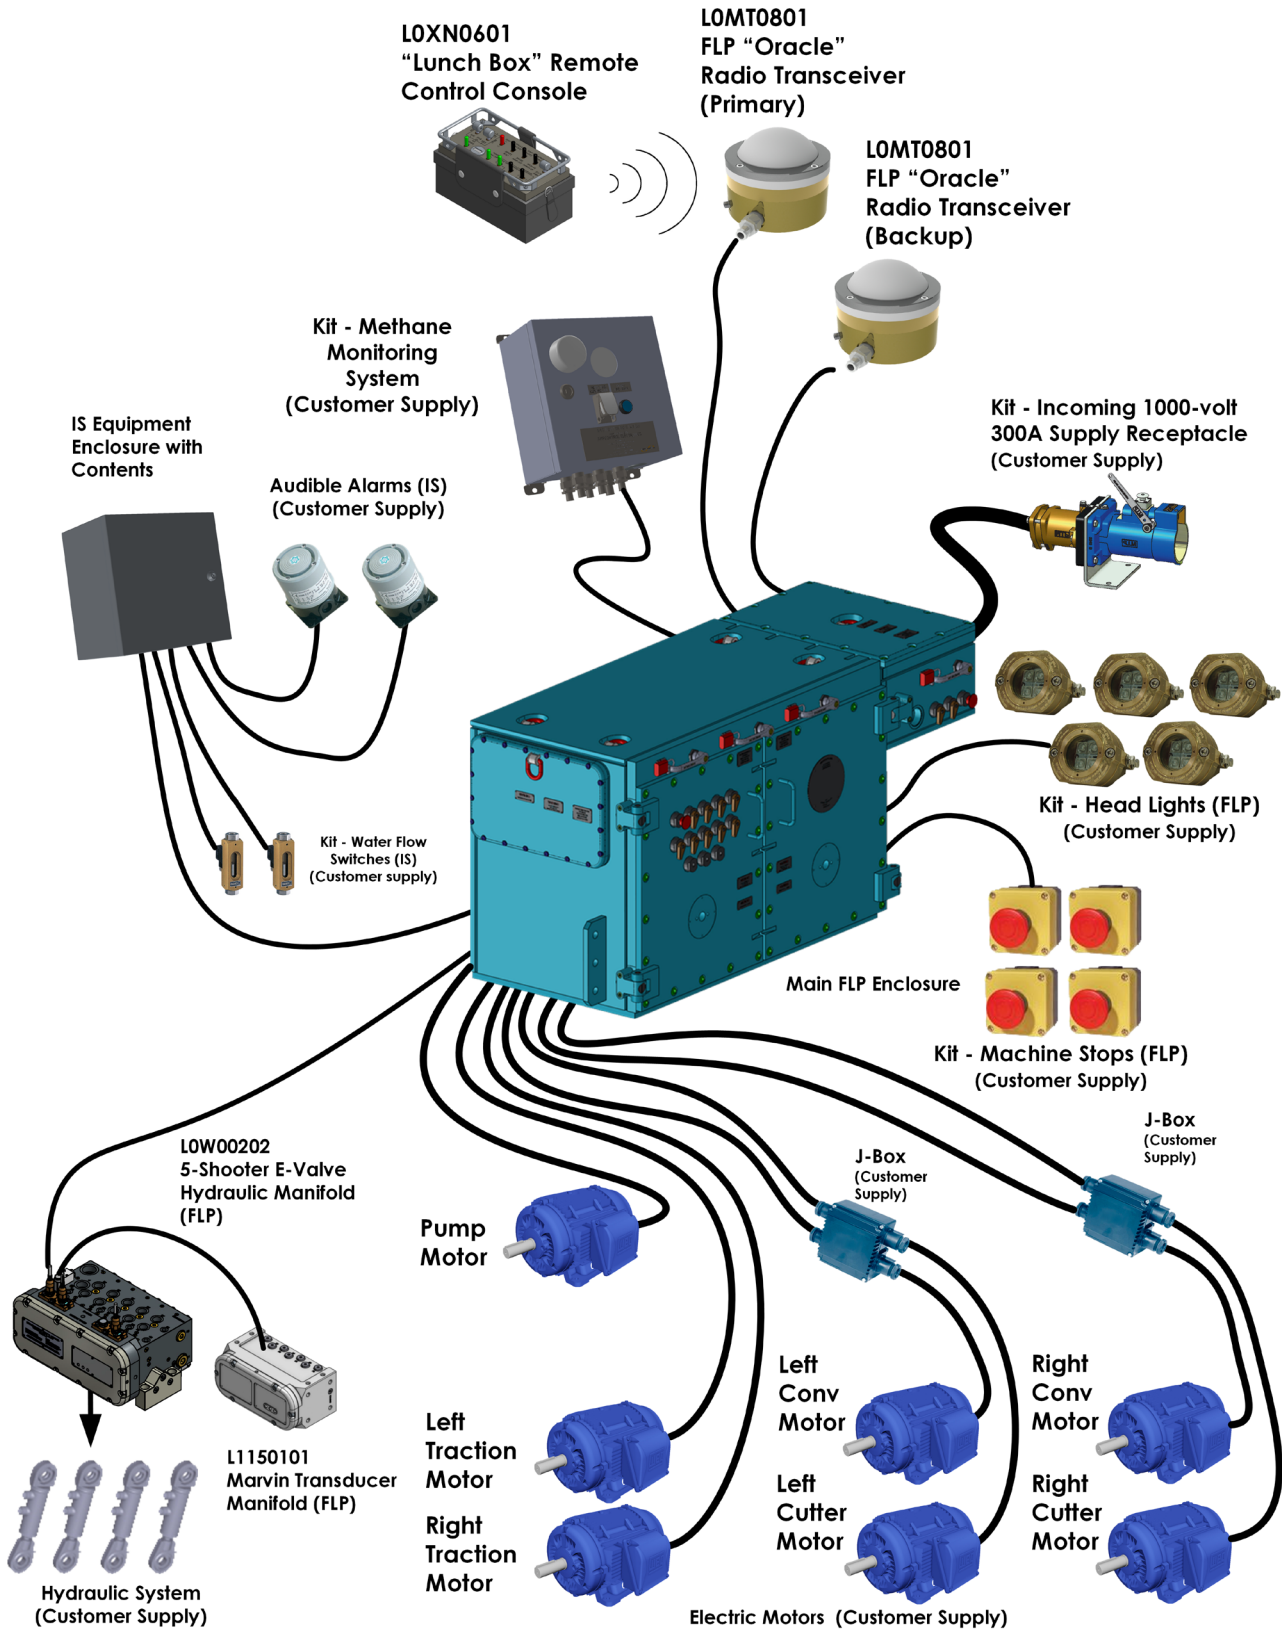 L0XN0601
“Lunch Box” Remote
Control Console
L0MT0801
FLP “Oracle”
Radio Transceiver
(Primary)
L0MT0801
FLP “Oracle”
Radio Transceiver
(Backup)
Kit - Methane
Monitoring
System
(Customer Supply)
Kit - Incoming 1000-volt
300A Supply Receptacle
(Customer Supply)
IS Equipment
Enclosure with
Contents
Audible Alarms (IS)
(Customer Supply)
Kit - Head Lights (FLP)
(Customer Supply)
Kit - Water Flow
Switches (IS)
(Customer supply)
Main FLP Enclosure
Kit - Machine Stops (FLP)
(Customer Supply)
L0W00202
5-Shooter E-Valve
Hydraulic Manifold
(FLP)
J-Box
(Customer
Supply)
J-Box
(Customer
Supply)
Pump
Motor
Left
Traction
Motor
Right
Traction
Motor
Left
Conv
Motor
Left
Cutter
Motor
Right
Conv
Motor
Right
Cutter
Motor
L1150101
Marvin Transducer
Manifold (FLP)
Hydraulic System
(Customer Supply)
Electric Motors (Customer Supply)